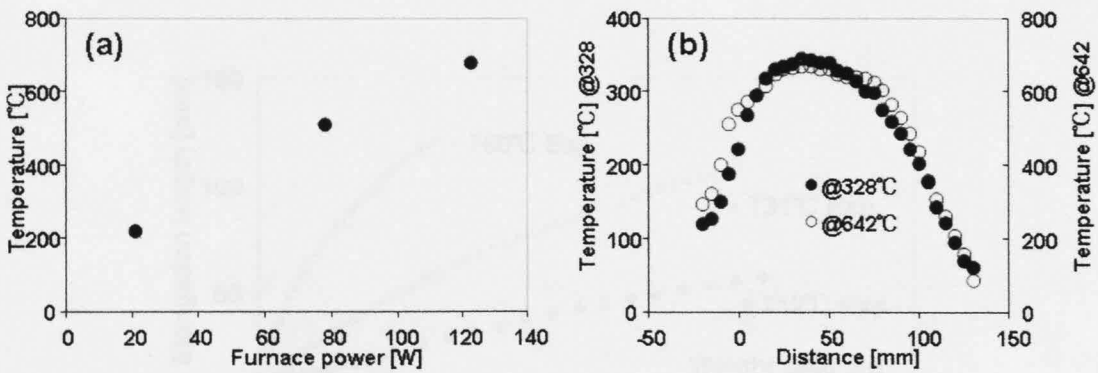 (a)
Temperature [℃]
800
600
400
200
0
0 20 40 60 80 100 120 140
Furnace power [W]
(b)
Temperature [℃] @328
400
300
200
100
0
@328℃
@642℃
-50 0 50 100 150
Distance [mm]
800
600
400
200
0
Temperature [℃] @642